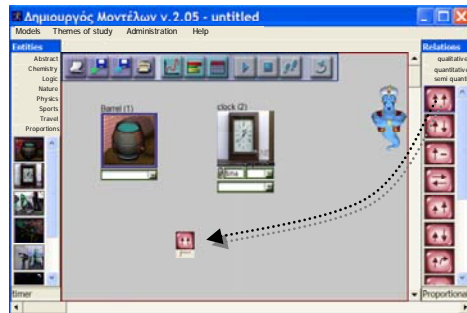 Δημιουργός Μοντέλων v.2.05 - untitled
Models Themes of study Administration Help
Entities
Abstract
Chemistry
Logic
Nature
Physics
Sports
Travel
Proportions
timer
Barrel (1)
clock (2)
Relations
qualitative
quantitative
semi quanti
Proportional